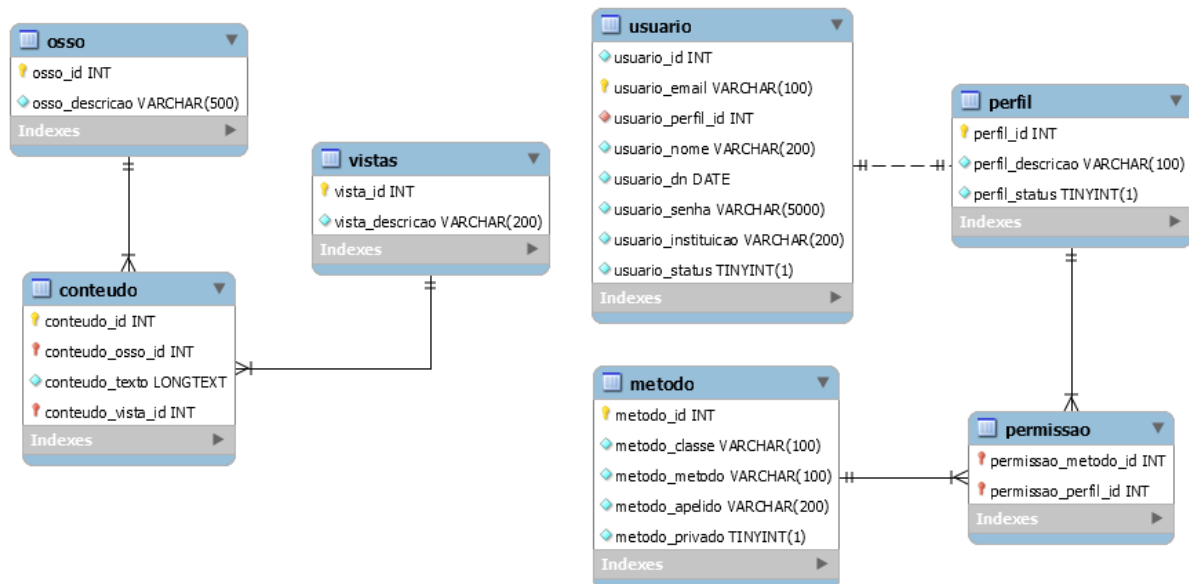 osso
osso_id INT
osso_descricao VARCHAR(500)
Indexes
vistas
vista_id INT
vista_descricao VARCHAR(200)
Indexes
conteudo
conteudo_id INT
conteudo_osso_id INT
conteudo_texto LONGTEXT
conteudo_vista_id INT
Indexes
usuario
usuario_id INT
usuario_email VARCHAR(100)
usuario_perfil_id INT
usuario_nome VARCHAR(200)
usuario_dn DATE
usuario_senha VARCHAR(5000)
usuario_instituicao VARCHAR(200)
usuario_status TINYINT(1)
Indexes
perfil
perfil_id INT
perfil_descricao VARCHAR(100)
perfil_status TINYINT(1)
Indexes
metodo
metodo_id INT
metodo_classe VARCHAR(100)
metodo_metodo VARCHAR(100)
metodo_apelido VARCHAR(200)
metodo_privado TINYINT(1)
Indexes
permissao
permissao_metodo_id INT
permissao_perfil_id INT
Indexes